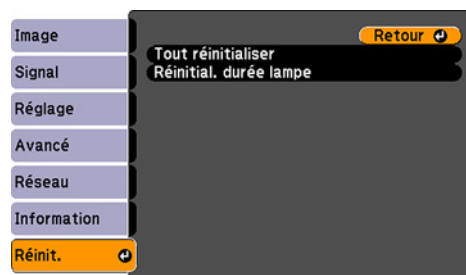 Image
Signal
Réglage
Avancé
Réseau
Information
Réinit.
Retour
Tout réinitialiser
Réinitial. durée lampe